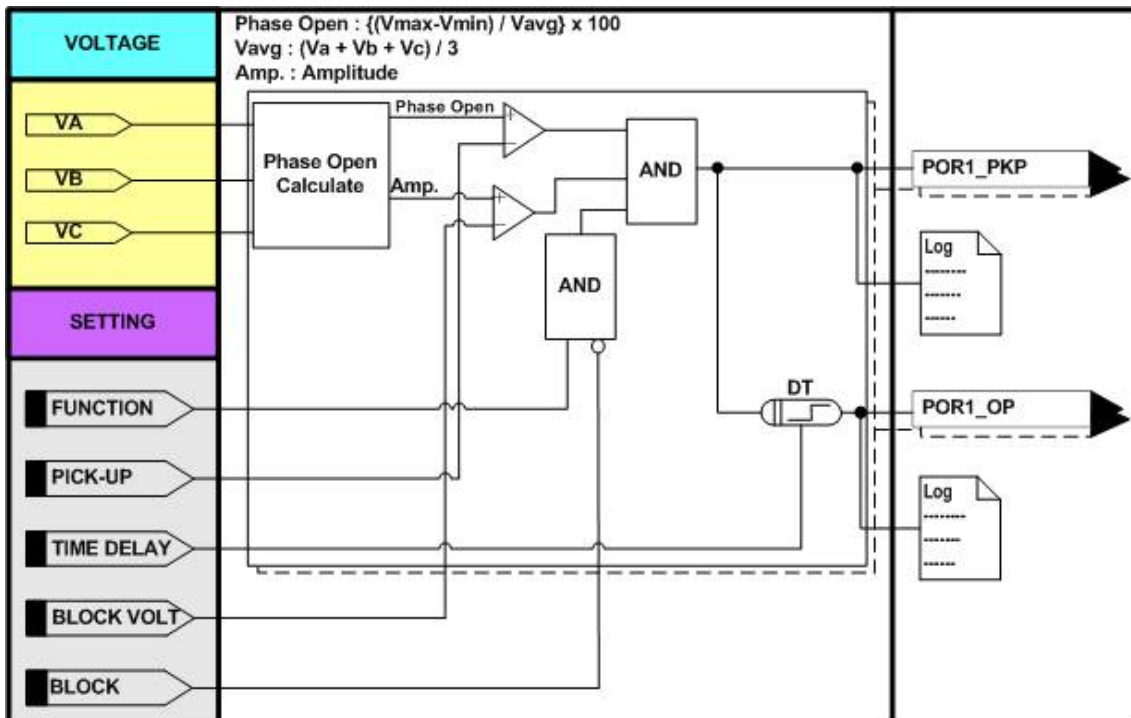 VOLTAGE
Phase Open : {(Vmax-Vmin) / Vavg} x 100
Vavg : (Va + Vb + Vc) / 3
Amp. : Amplitude
VA
VB
VC
Phase Open
Calculate
Phase Open
Amp.
+
−
+
−
AND
AND
POR1_PKP
Log
SETTING
FUNCTION
PICK-UP
TIME DELAY
BLOCK VOLT
BLOCK
DT
POR1_OP
Log